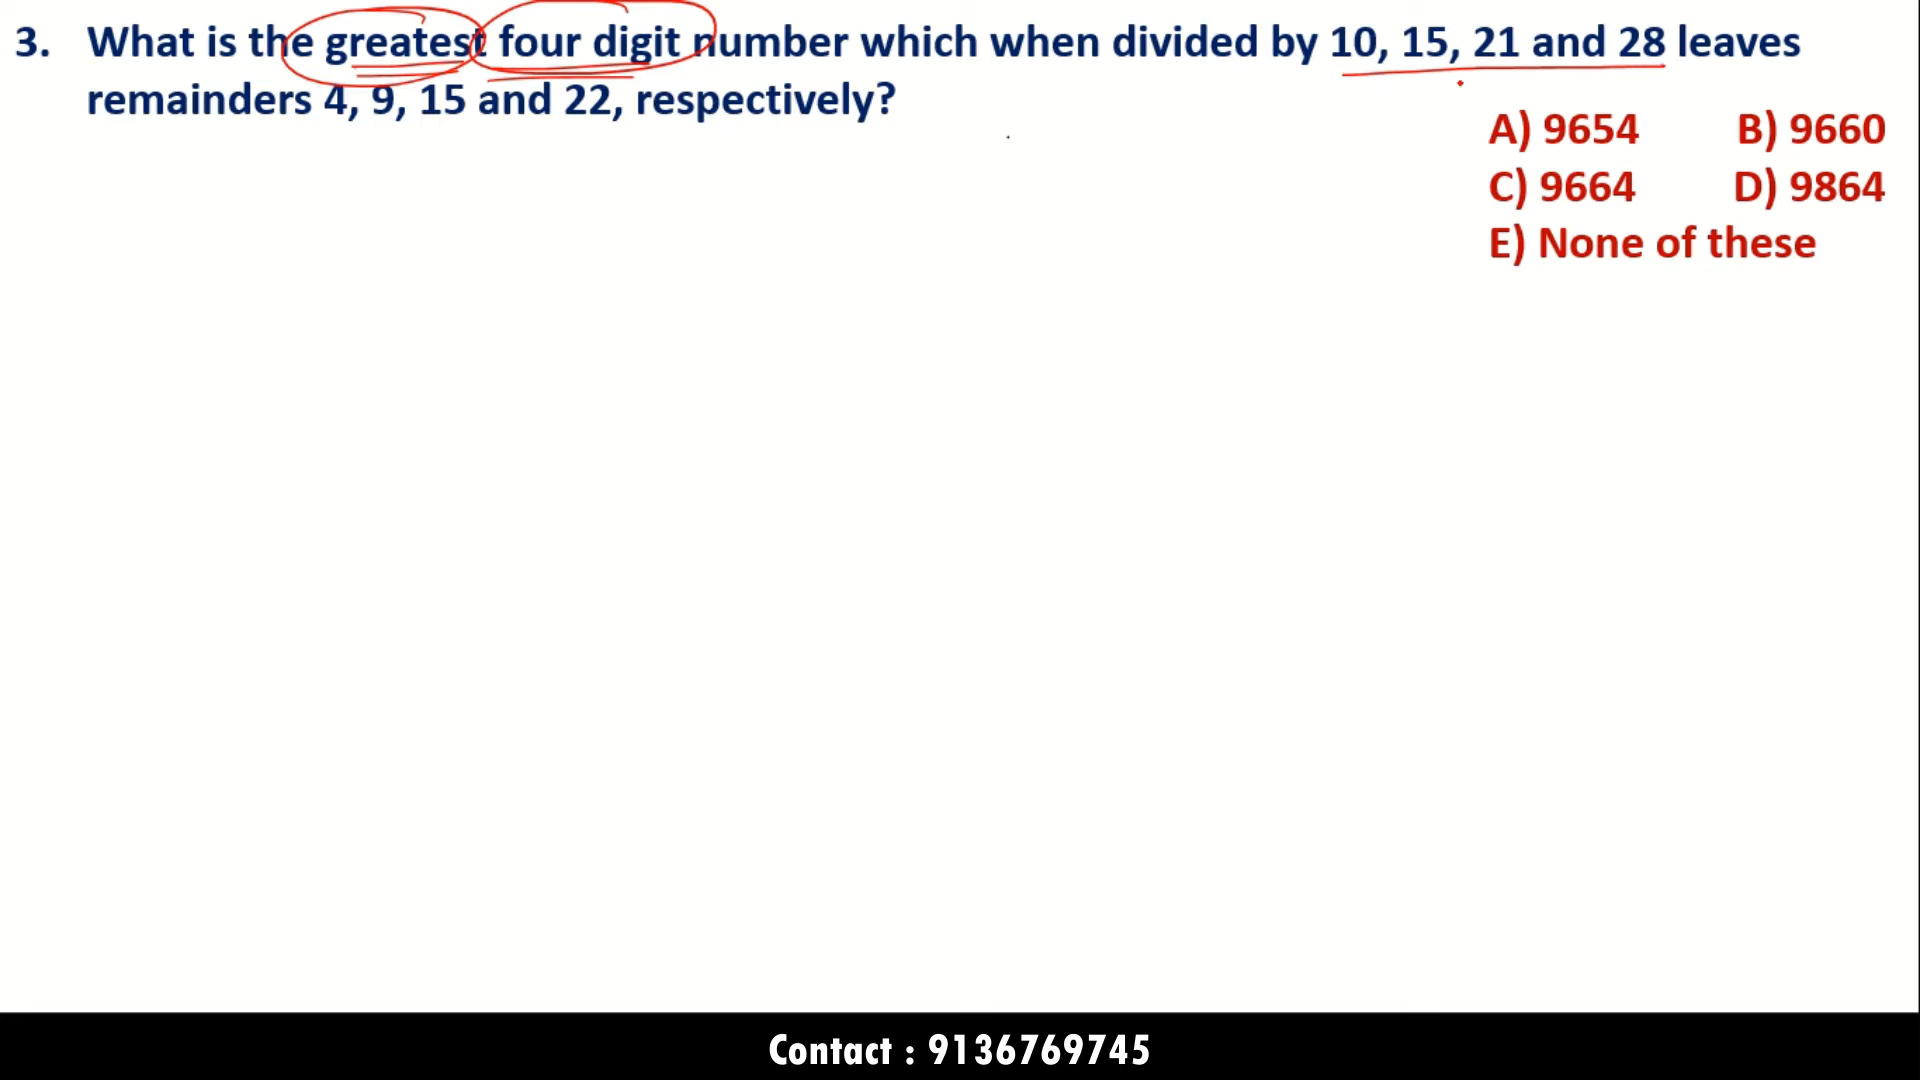 3. What is the greatest four digit number which when divided by 10, 15, 21 and 28 leaves
remainders 4, 9, 15 and 22, respectively?
A) 9654 B) 9660
C) 9664 D) 9864
E) None of these
Contact : 9136769745